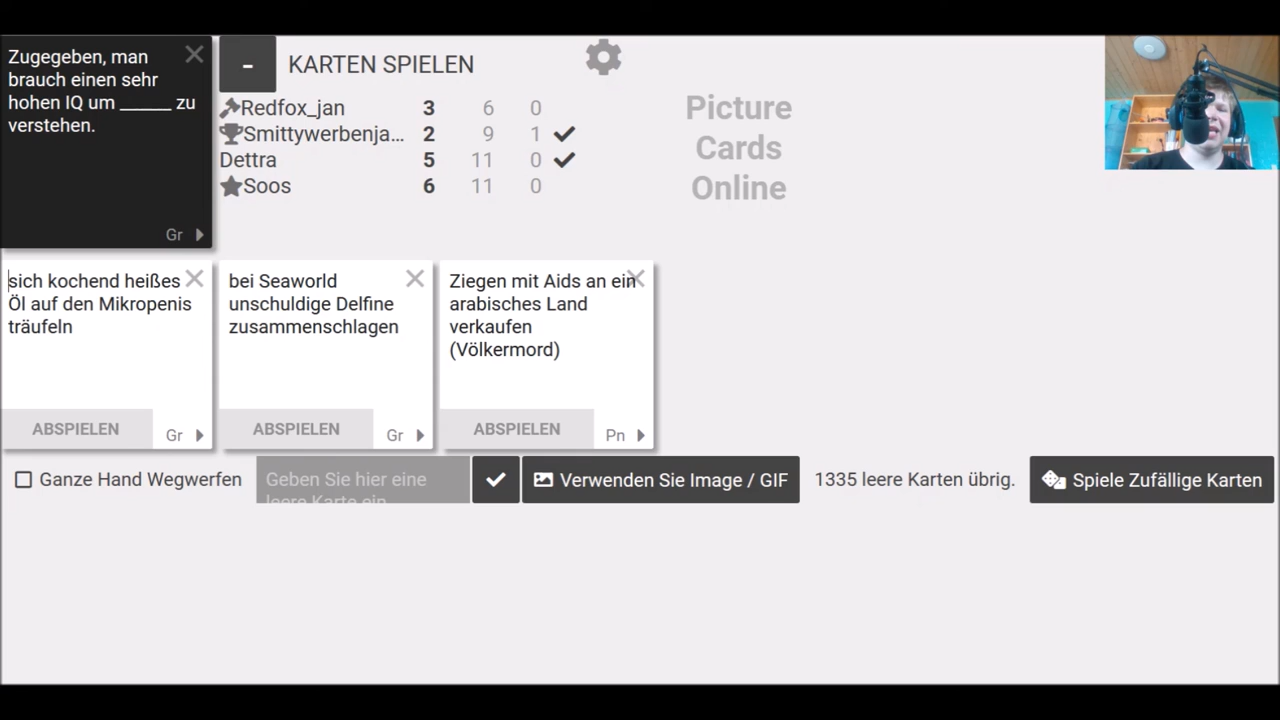 Zugegeben, man
brauch einen sehr
hohen IQ um ______ zu
verstehen.
Gr
-
KARTEN SPIELEN
Redfox_jan 3 6 0
Smittywerbenja... 2 9 1
Dettra 5 11 0
Soos 6 11 0
Picture
Cards
Online
sich kochend heißes
Öl auf den Mikropenis
träufeln
ABSPIELEN
Gr
bei Seaworld
unschuldige Delfine
zusammenschlagen
ABSPIELEN
Gr
Ziegen mit Aids an ein
arabisches Land
verkaufen
(Völkermord)
ABSPIELEN
Pn
Ganze Hand Wegwerfen
Geben Sie hier eine
leere Karte ein
Verwenden Sie Image / GIF
1335 leere Karten übrig.
Spiele Zufällige Karten